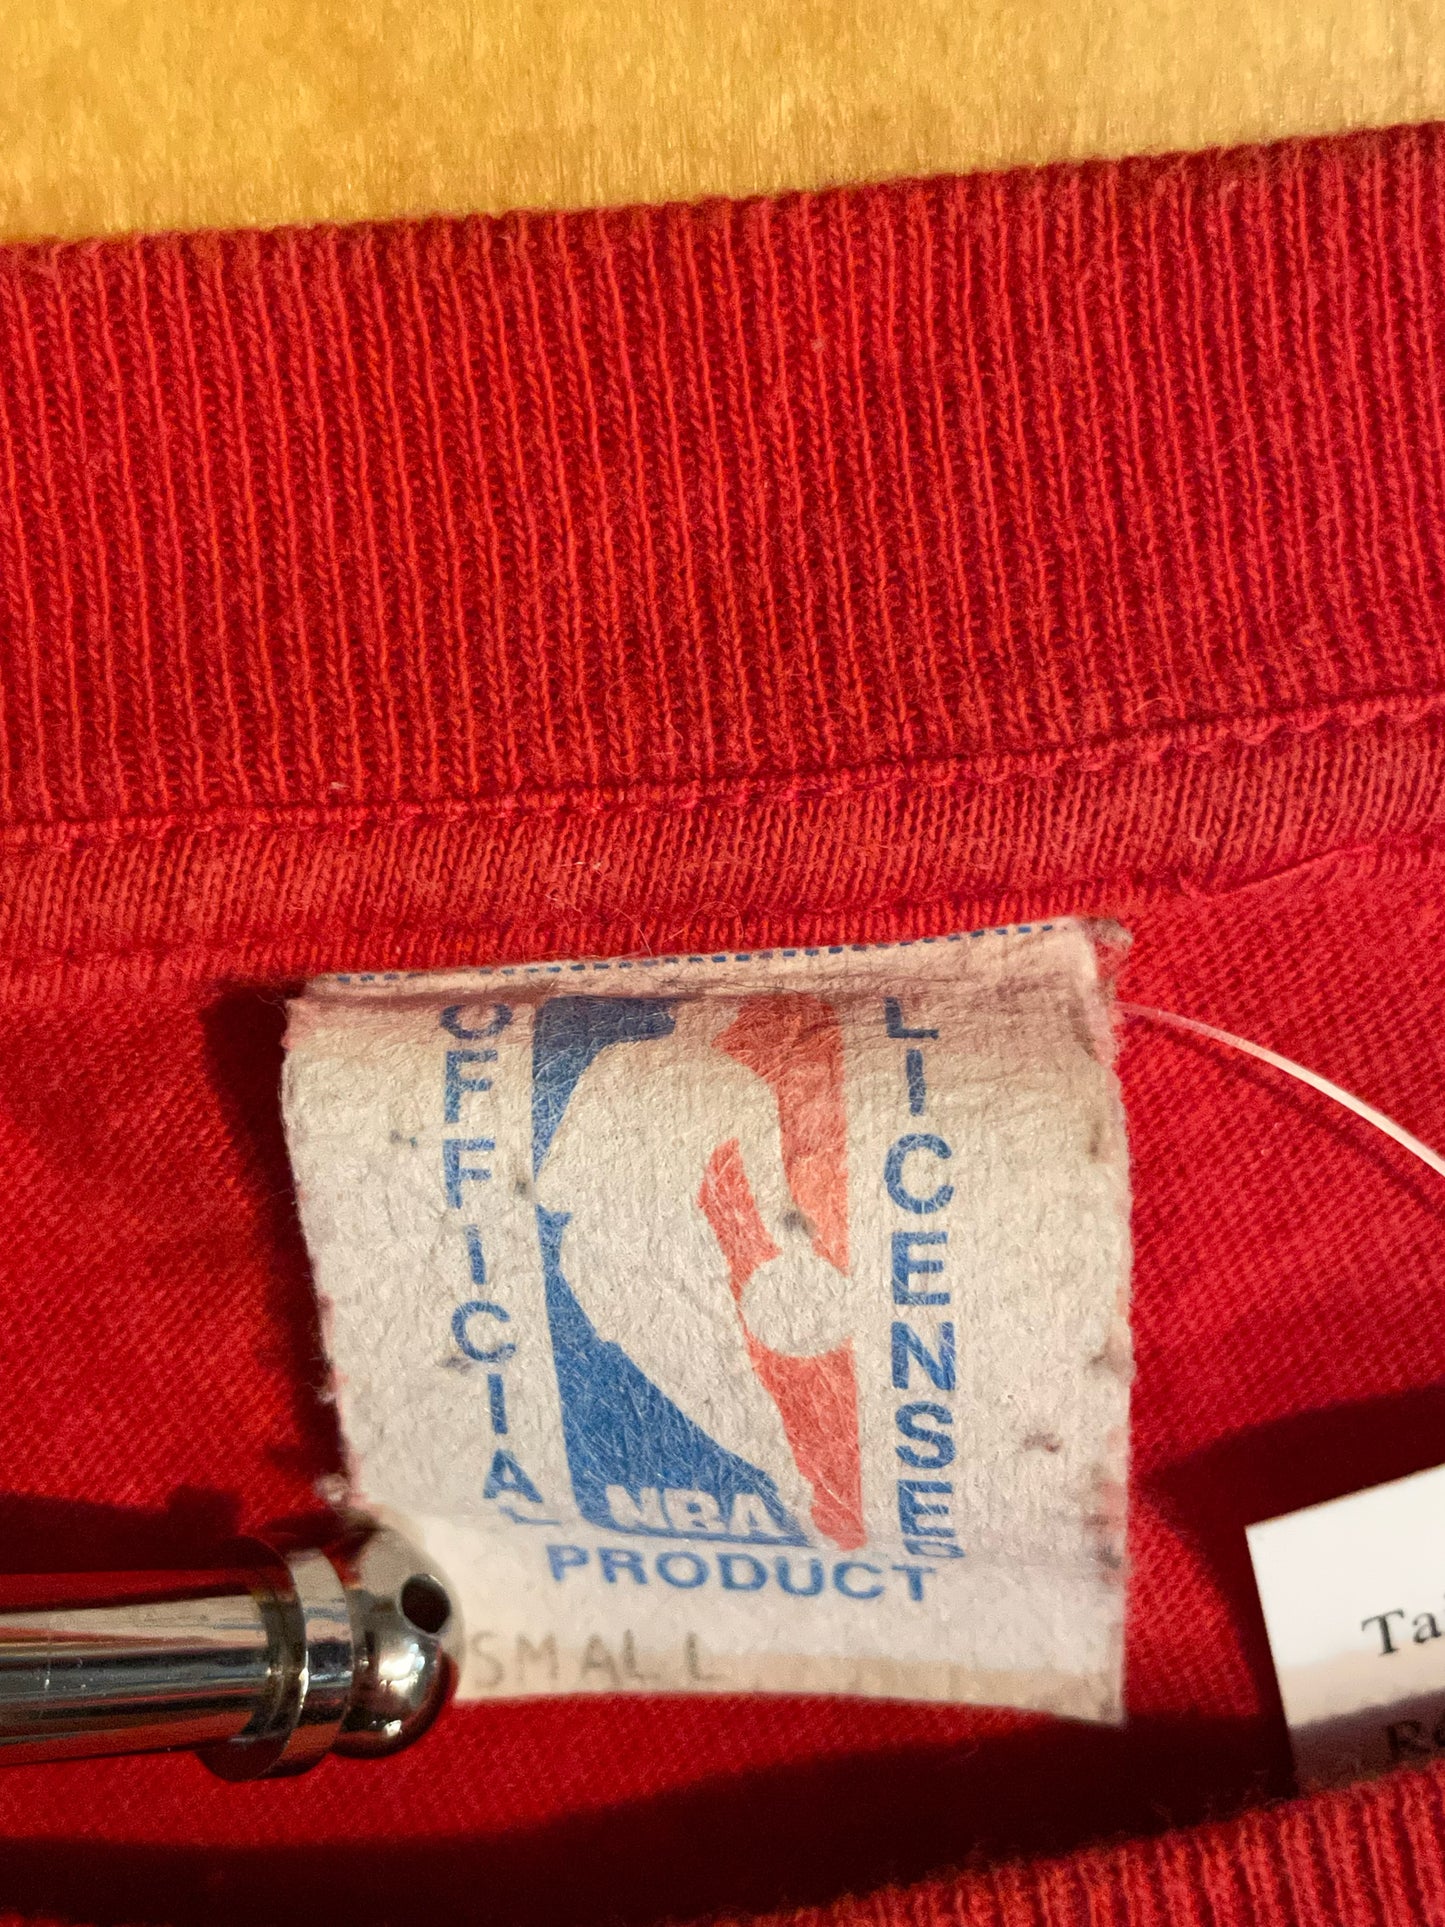 OFFICIAL
LICENSED
NBA
PRODUCT
SMALL